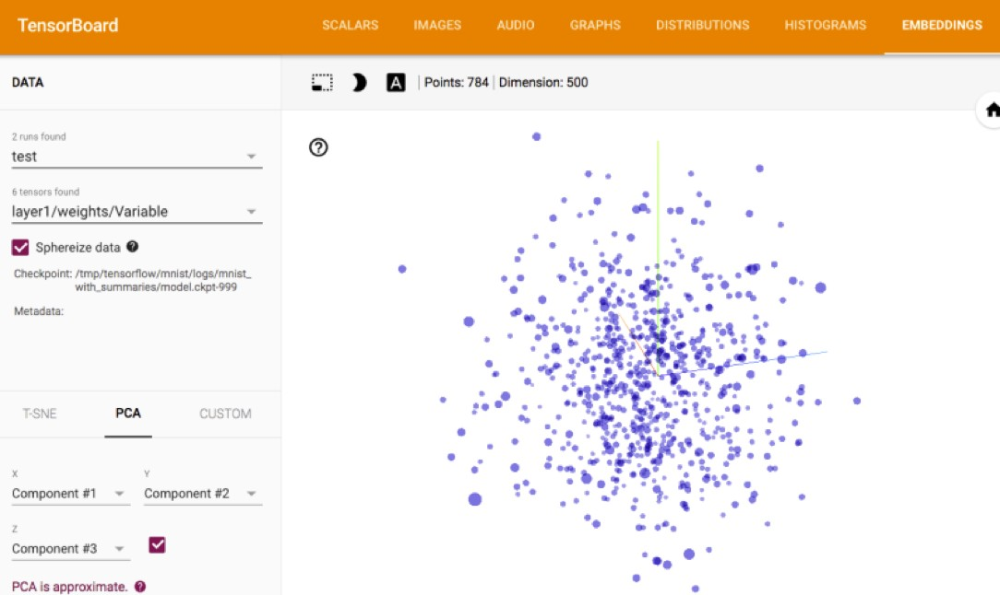 TensorBoard
SCALARS IMAGES AUDIO GRAPHS DISTRIBUTIONS HISTOGRAMS EMBEDDINGS
DATA
A Points: 784 Dimension: 500
2 runs found
test
6 tensors found
layer1/weights/Variable
Sphereize data ?
Checkpoint: /tmp/tensorflow/mnist/logs/mnist_
with_summaries/model.ckpt-999
Metadata:
?
T-SNE PCA CUSTOM
X Y
Component #1 Component #2
Z
Component #3
PCA is approximate. ?